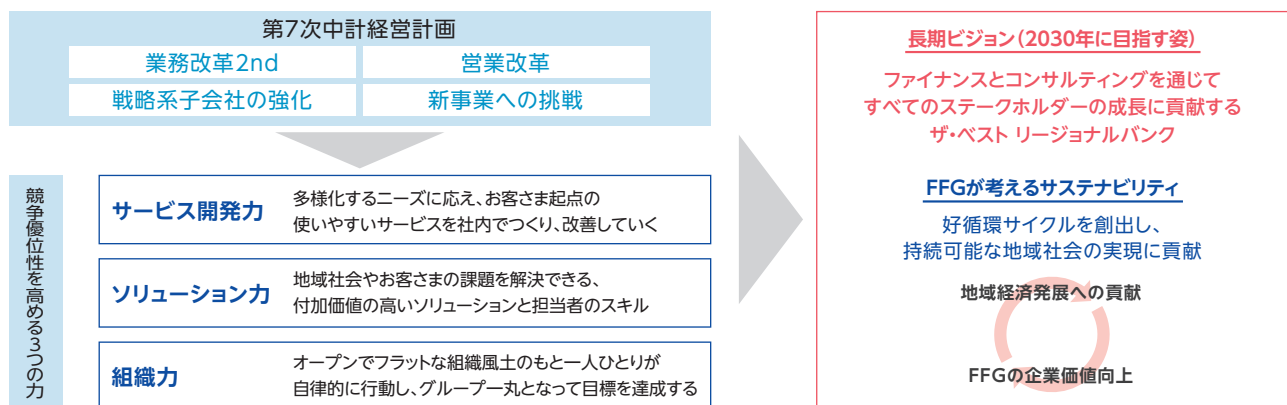 第7次中計経営計画
業務改革2nd
営業改革
戦略系子会社の強化
新事業への挑戦
競争優位性を高める3つの力
サービス開発力
多様化するニーズに応え、お客さま起点の
使いやすいサービスを社内でつくり、改善していく
ソリューション力
地域社会やお客さまの課題を解決できる、
付加価値の高いソリューションと担当者のスキル
組織力
オープンでフラットな組織風土のもと一人ひとりが
自律的に行動し、グループ一丸となって目標を達成する
長期ビジョン（2030年に目指す姿）
ファイナンスとコンサルティングを通じて
すべてのステークホルダーの成長に貢献する
ザ・ベスト リージョナルバンク
FFGが考えるサステナビリティ
好循環サイクルを創出し、
持続可能な地域社会の実現に貢献
地域経済発展への貢献
FFGの企業価値向上